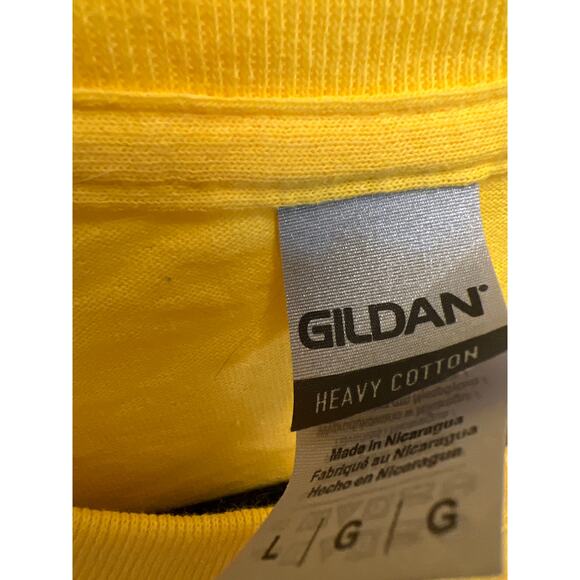 GILDAN
HEAVY COTTON
Made in Nicaragua
Fabriqué au Nicaragua
Hecho en Nicaragua
L / G / G